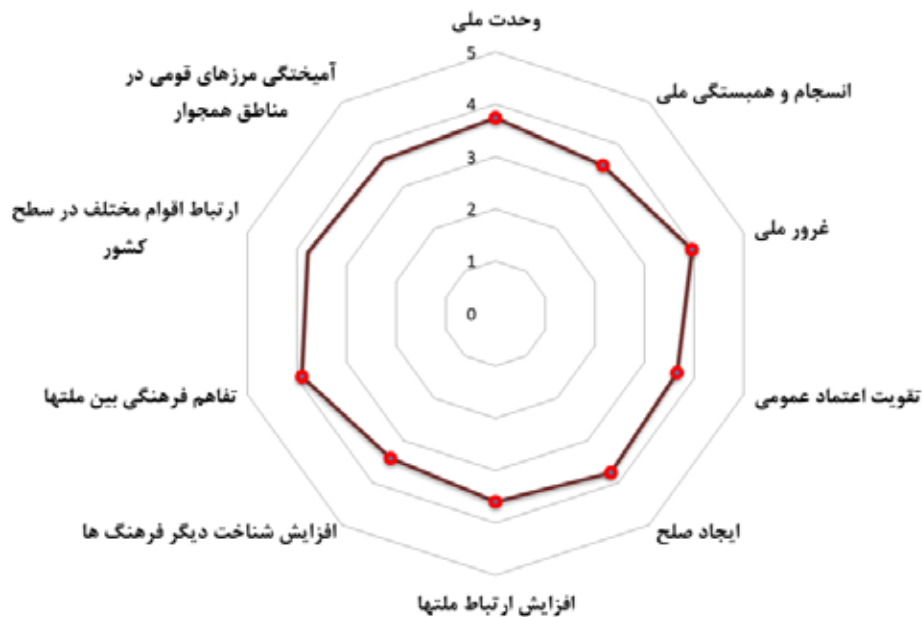 وحدت ملی
انسجام و همبستگی ملی
غرور ملی
تقویت اعتماد عمومی
ایجاد صلح
افزایش ارتباط ملتها
افزایش شناخت دیگر فرهنگ ها
تفاهم فرهنگی بین ملتها
ارتباط اقوام مختلف در سطح
کشور
آمیختگی مرزهای قومی در
مناطق همجوار
5
4
3
2
1
0